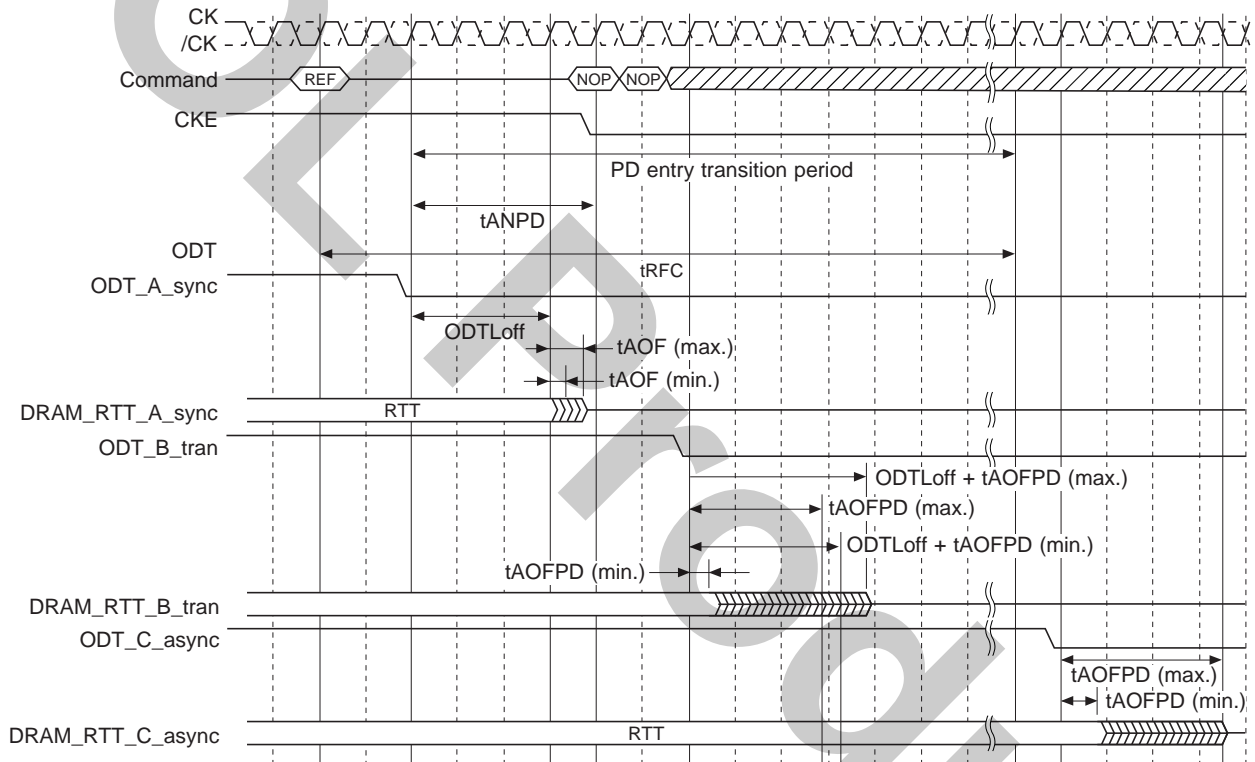 CK
/CK
Command REF NOP NOP
CKE
PD entry transition period
tANPD
ODT
tRFC
ODT_A_sync
ODTLoff
tAOF (max.)
tAOF (min.)
DRAM_RTT_A_sync RTT
ODT_B_tran
ODTLoff + tAOFPD (max.)
tAOFPD (max.)
ODTLoff + tAOFPD (min.)
tAOFPD (min.)
DRAM_RTT_B_tran
ODT_C_async
tAOFPD (max.)
tAOFPD (min.)
DRAM_RTT_C_async RTT